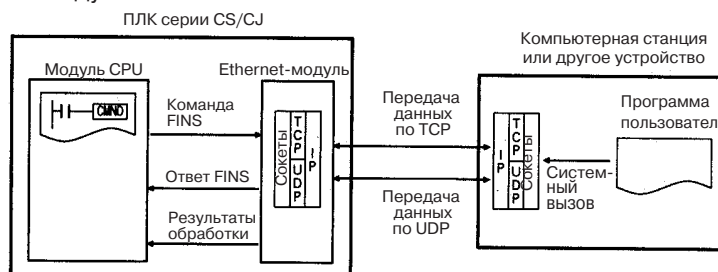 ПЛК серии CS/CJ
Модуль CPU
Ethernet-модуль
CMND
Команда
FINS
Ответ FINS
Результаты
обработки
Сокеты
TCP
UDP
IP
Передача
данных
по TCP
Передача
данных
по UDP
Компьютерная станция
или другое устройство
IP
TCP
UDP
Сокеты
Систем-
ный
вызов
Программа
пользовател